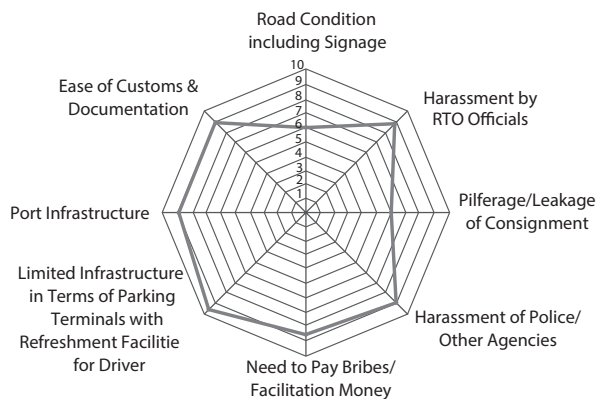 Road Condition
including Signage
10
9
8
7
6
5
4
3
2
1
Ease of Customs &
Documentation
Harassment by
RTO Officials
Port Infrastructure
Pilferage/Leakage
of Consignment
Limited Infrastructure
in Terms of Parking
Terminals with
Refreshment Facilitie
for Driver
Harassment of Police/
Other Agencies
Need to Pay Bribes/
Facilitation Money